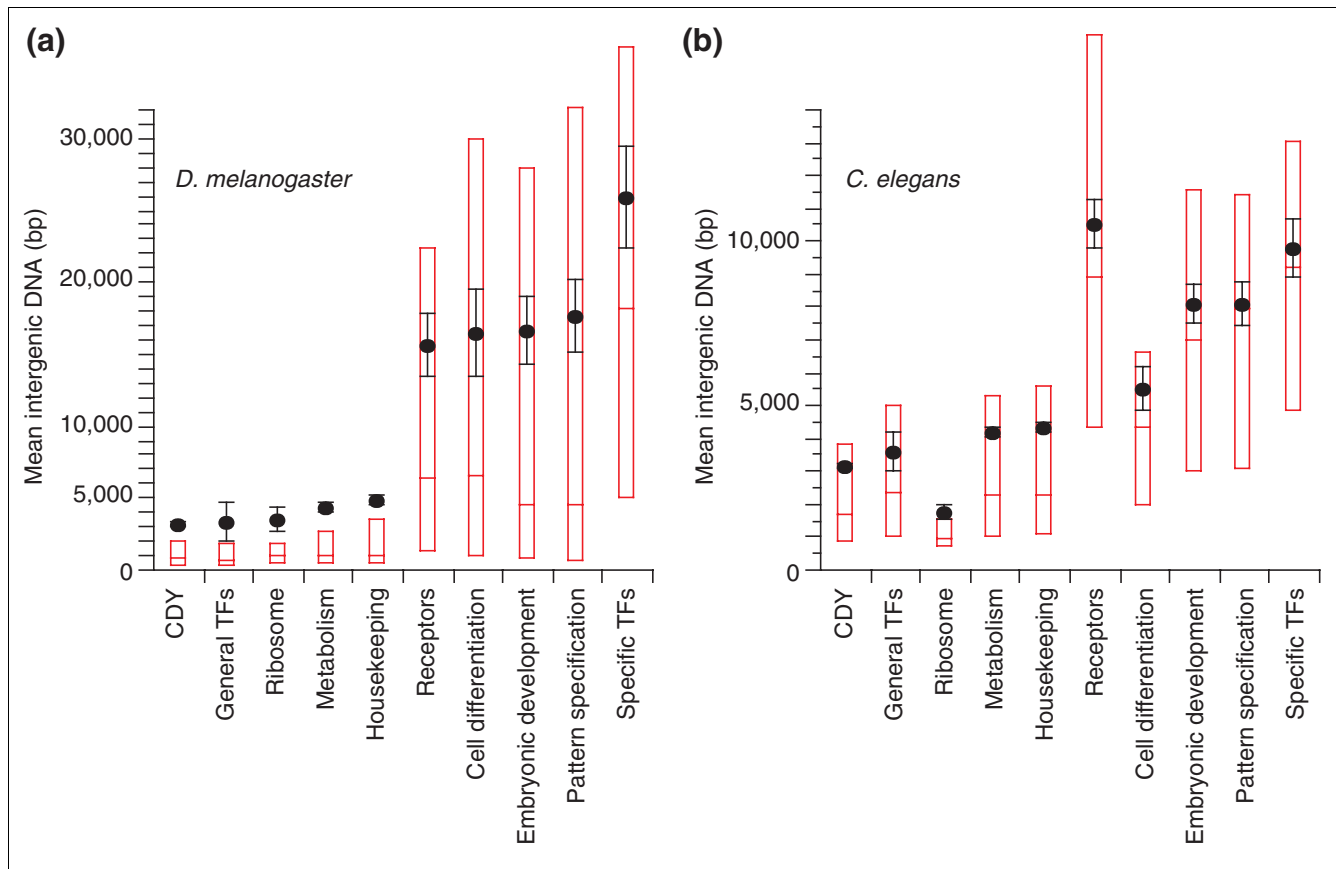 (a)
Mean intergenic DNA (bp)
30,000
20,000
10,000
5,000
0
D. melanogaster
CDY
General TFs
Ribosome
Metabolism
Housekeeping
Receptors
Cell differentiation
Embryonic development
Pattern specification
Specific TFs
(b)
Mean intergenic DNA (bp)
10,000
5,000
0
C. elegans
CDY
General TFs
Ribosome
Metabolism
Housekeeping
Receptors
Cell differentiation
Embryonic development
Pattern specification
Specific TFs